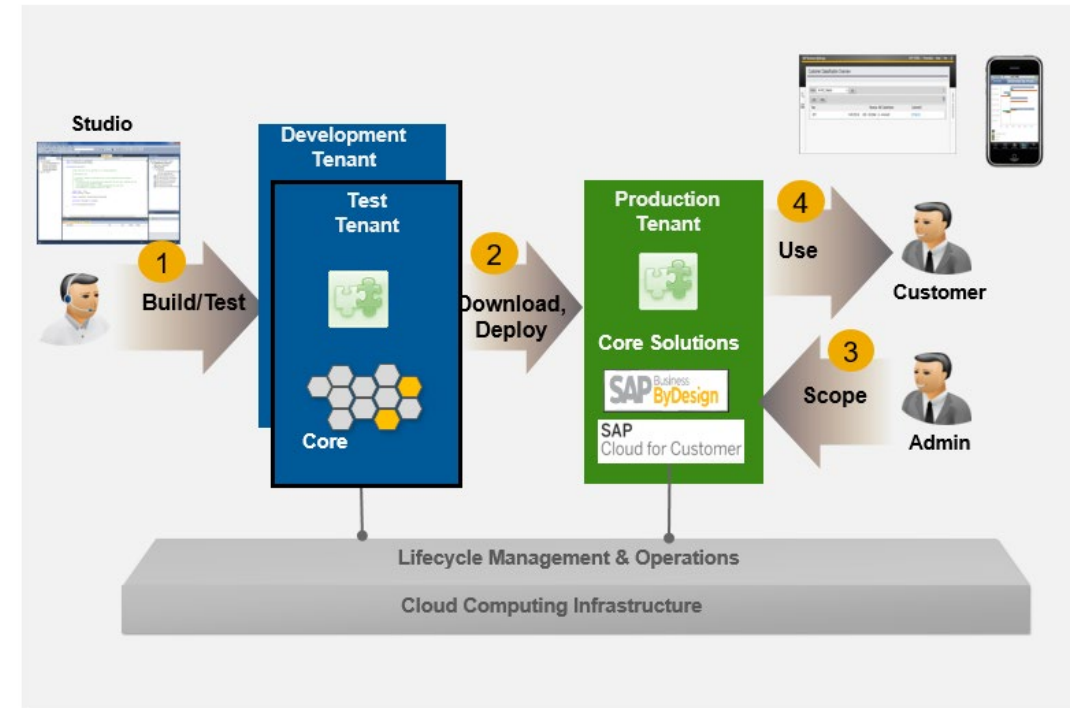 Studio
Development
Tenant
Test
Tenant
Production
Tenant
1
Build/Test
2
Download,
Deploy
4
Use
Customer
Core Solutions
SAP Business
ByDesign
SAP
Cloud for Customer
3
Scope
Admin
Core
Lifecycle Management & Operations
Cloud Computing Infrastructure